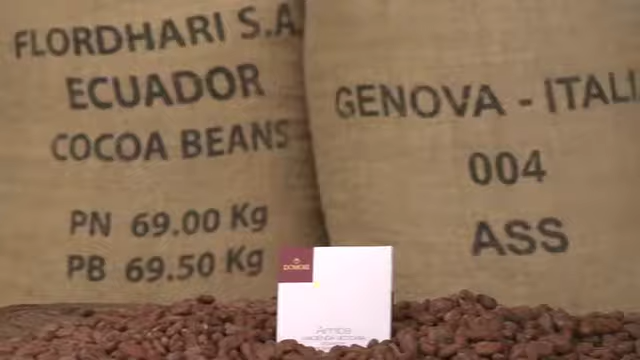 FLORDHARI S.A
ECUADOR
COCOA BEANS
PN 69.00 Kg
PB 69.50 Kg
GENOVA - ITALI
004
ASS
DOMORI
Arriba